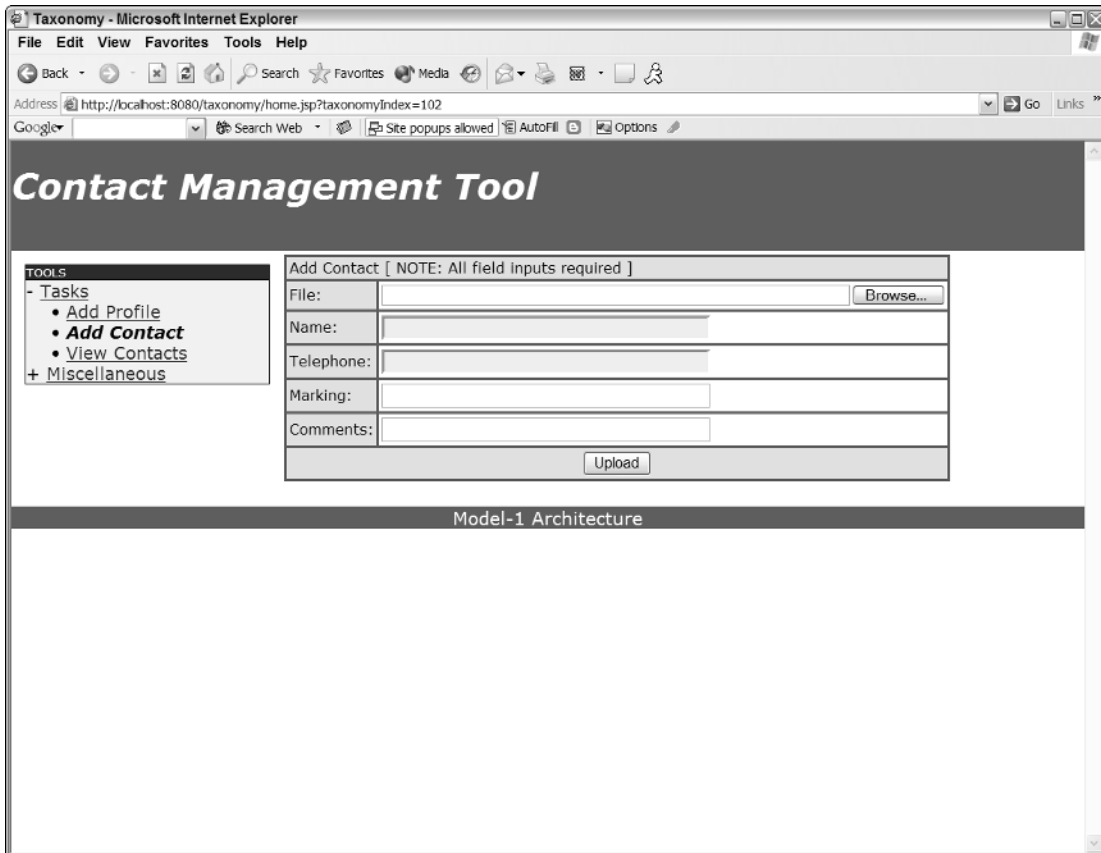 Taxonomy - Microsoft Internet Explorer
File Edit View Favorites Tools Help
Back Search Favorites Media
Address http://localhost:8080/taxonomy/home.jsp?taxonomyIndex=102 Go Links »
Google Search Web Site popups allowed AutoFill Options
Contact Management Tool
TOOLS
- Tasks
• Add Profile
• Add Contact
• View Contacts
+ Miscellaneous
Add Contact [ NOTE: All field inputs required ]
File: Browse...
Name:
Telephone:
Marking:
Comments:
Upload
Model-1 Architecture